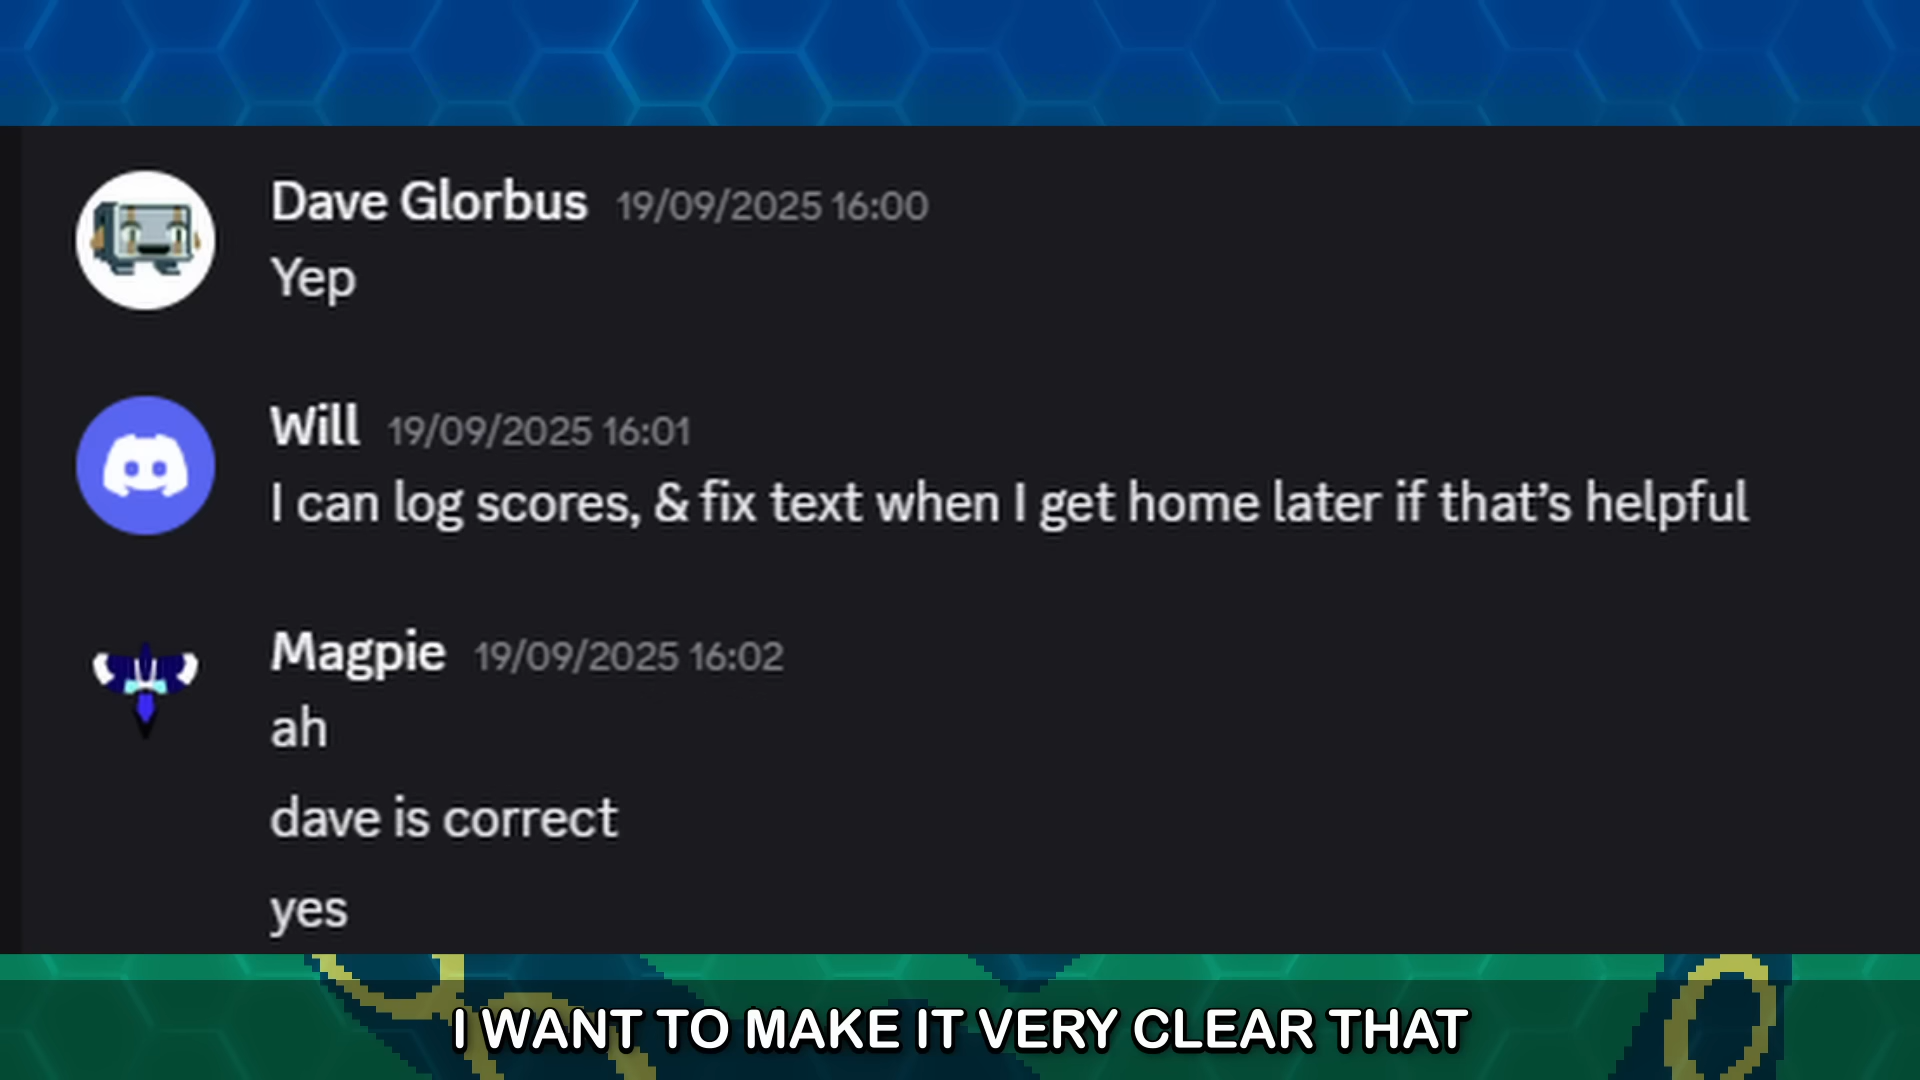 Dave Glorbus 19/09/2025 16:00
Yep
Will 19/09/2025 16:01
I can log scores, & fix text when I get home later if that’s helpful
Magpie 19/09/2025 16:02
ah
dave is correct
yes
I WANT TO MAKE IT VERY CLEAR THAT